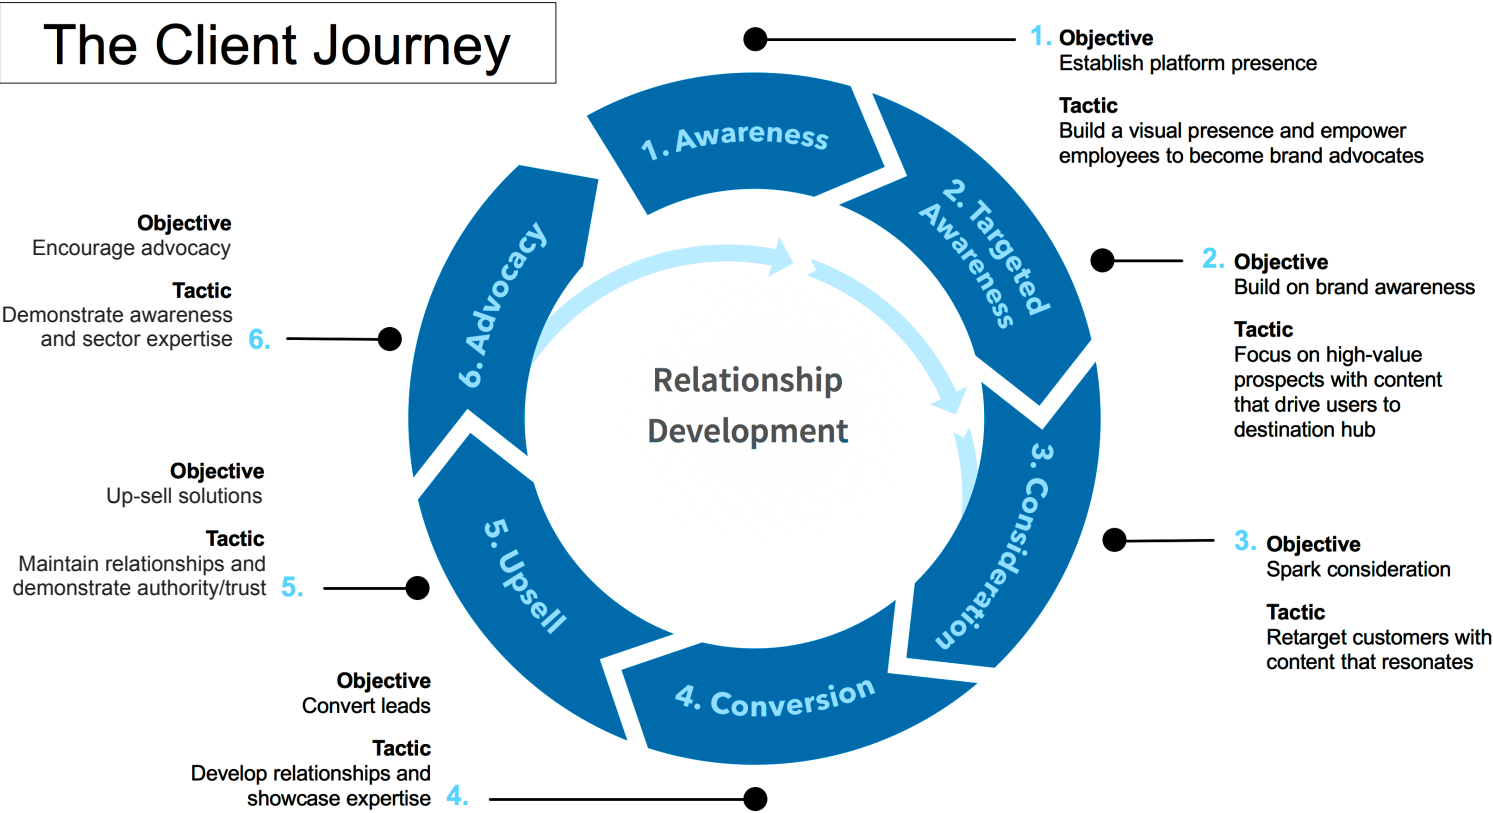 The Client Journey
1. Objective
Establish platform presence
Tactic
Build a visual presence and empower
employees to become brand advocates
1. Awareness
2. Targeted
Awareness
2. Objective
Build on brand awareness
Tactic
Focus on high-value
prospects with content
that drive users to
destination hub
3. Consideration
3. Objective
Spark consideration
Tactic
Retarget customers with
content that resonates
4. Conversion
Objective
Convert leads
Tactic
Develop relationships and
showcase expertise 4.
5. Upsell
Objective
Up-sell solutions
Tactic
Maintain relationships and
demonstrate authority/trust 5.
6. Advocacy
Objective
Encourage advocacy
Tactic
Demonstrate awareness
and sector expertise 6.
Relationship
Development